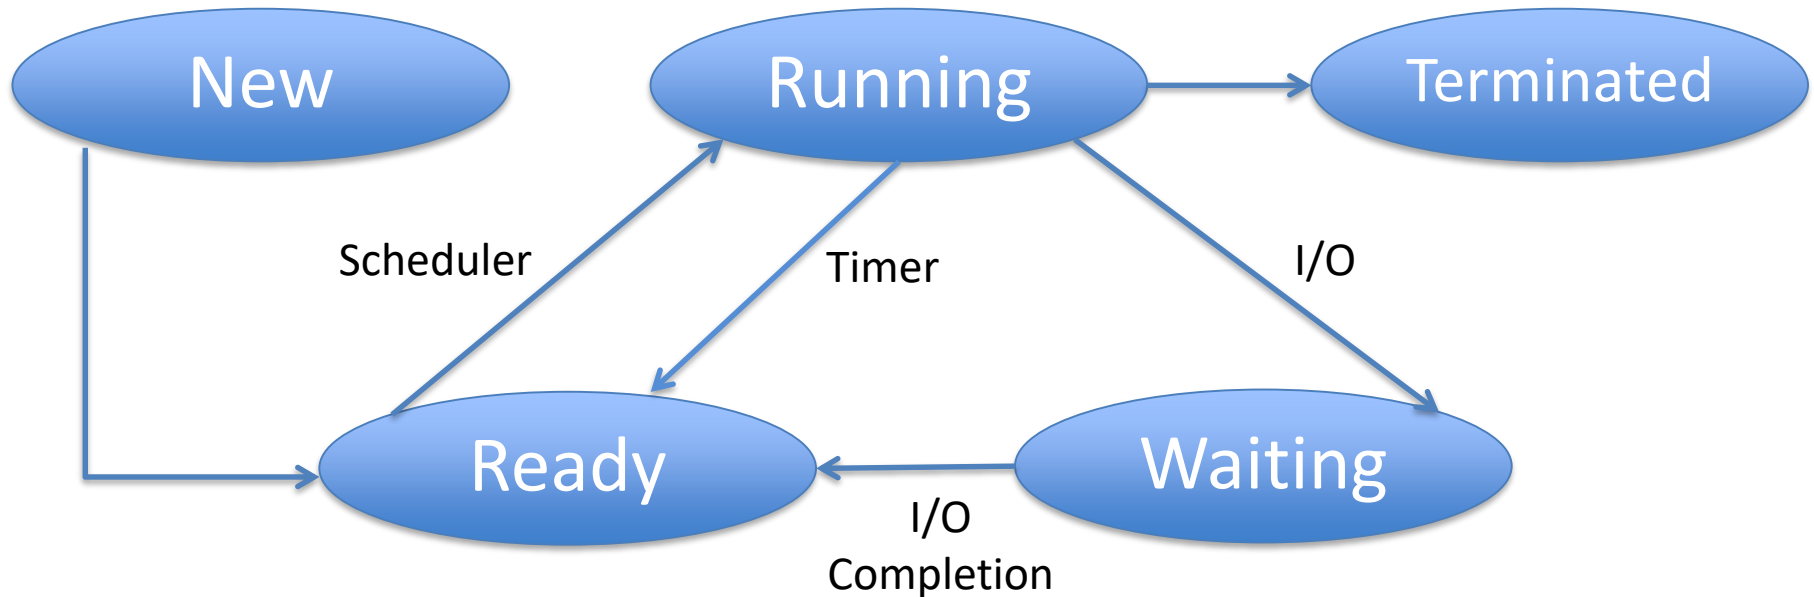 New
Running
Terminated
Scheduler
Timer
I/O
Ready
Waiting
I/O
Completion